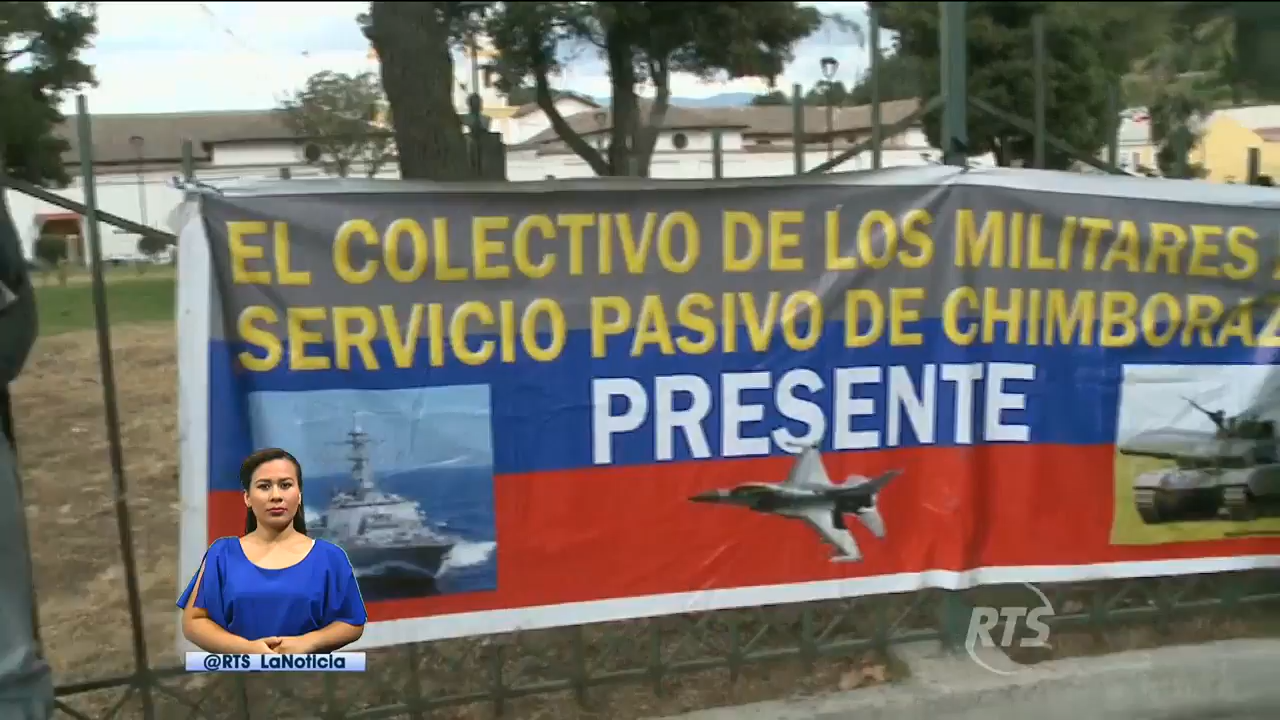 EL COLECTIVO DE LOS MILITARES
SERVICIO PASIVO DE CHIMBORAZ
PRESENTE
@RTS_LaNoticia
RTS